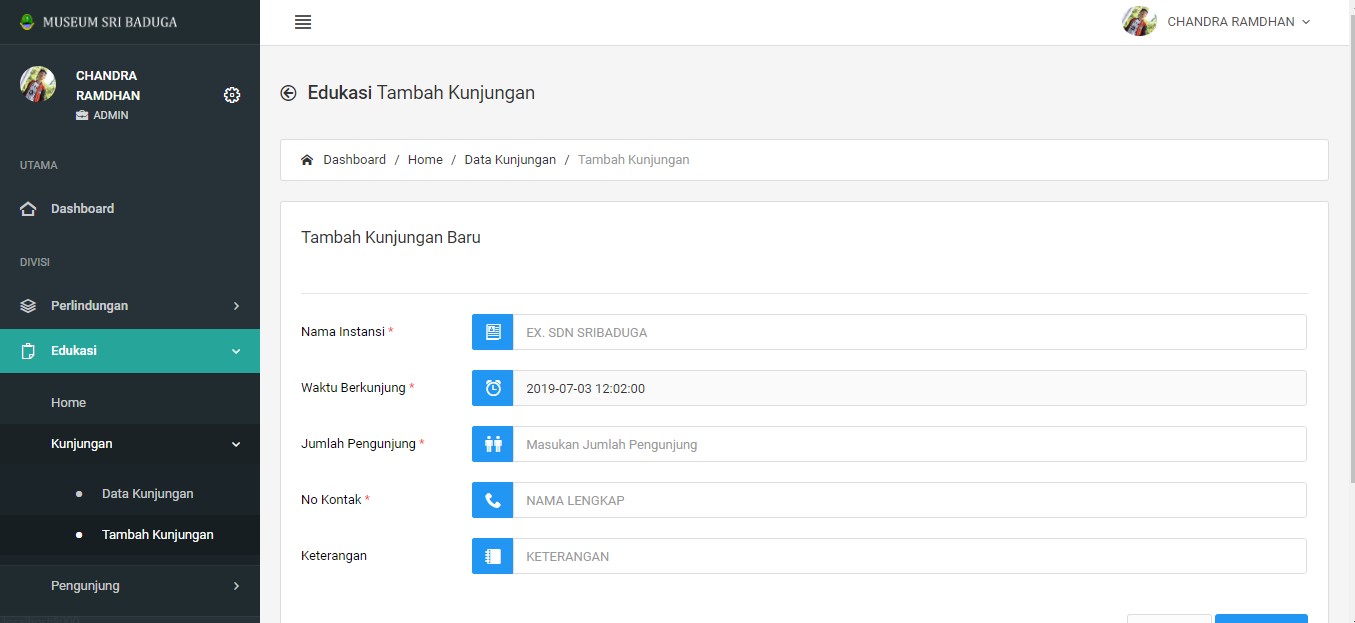 MUSEUM SRI BADUGA
CHANDRA RAMDHAN
CHANDRA
RAMDHAN
ADMIN
UTAMA
Dashboard
DIVISI
Perlindungan
Edukasi
Home
Kunjungan
Data Kunjungan
Tambah Kunjungan
Pengunjung
Edukasi Tambah Kunjungan
Dashboard / Home / Data Kunjungan / Tambah Kunjungan
Tambah Kunjungan Baru
Nama Instansi * EX. SDN SRIBADUGA
Waktu Berkunjung * 2019-07-03 12:02:00
Jumlah Pengunjung * Masukan Jumlah Pengunjung
No Kontak * NAMA LENGKAP
Keterangan KETERANGAN